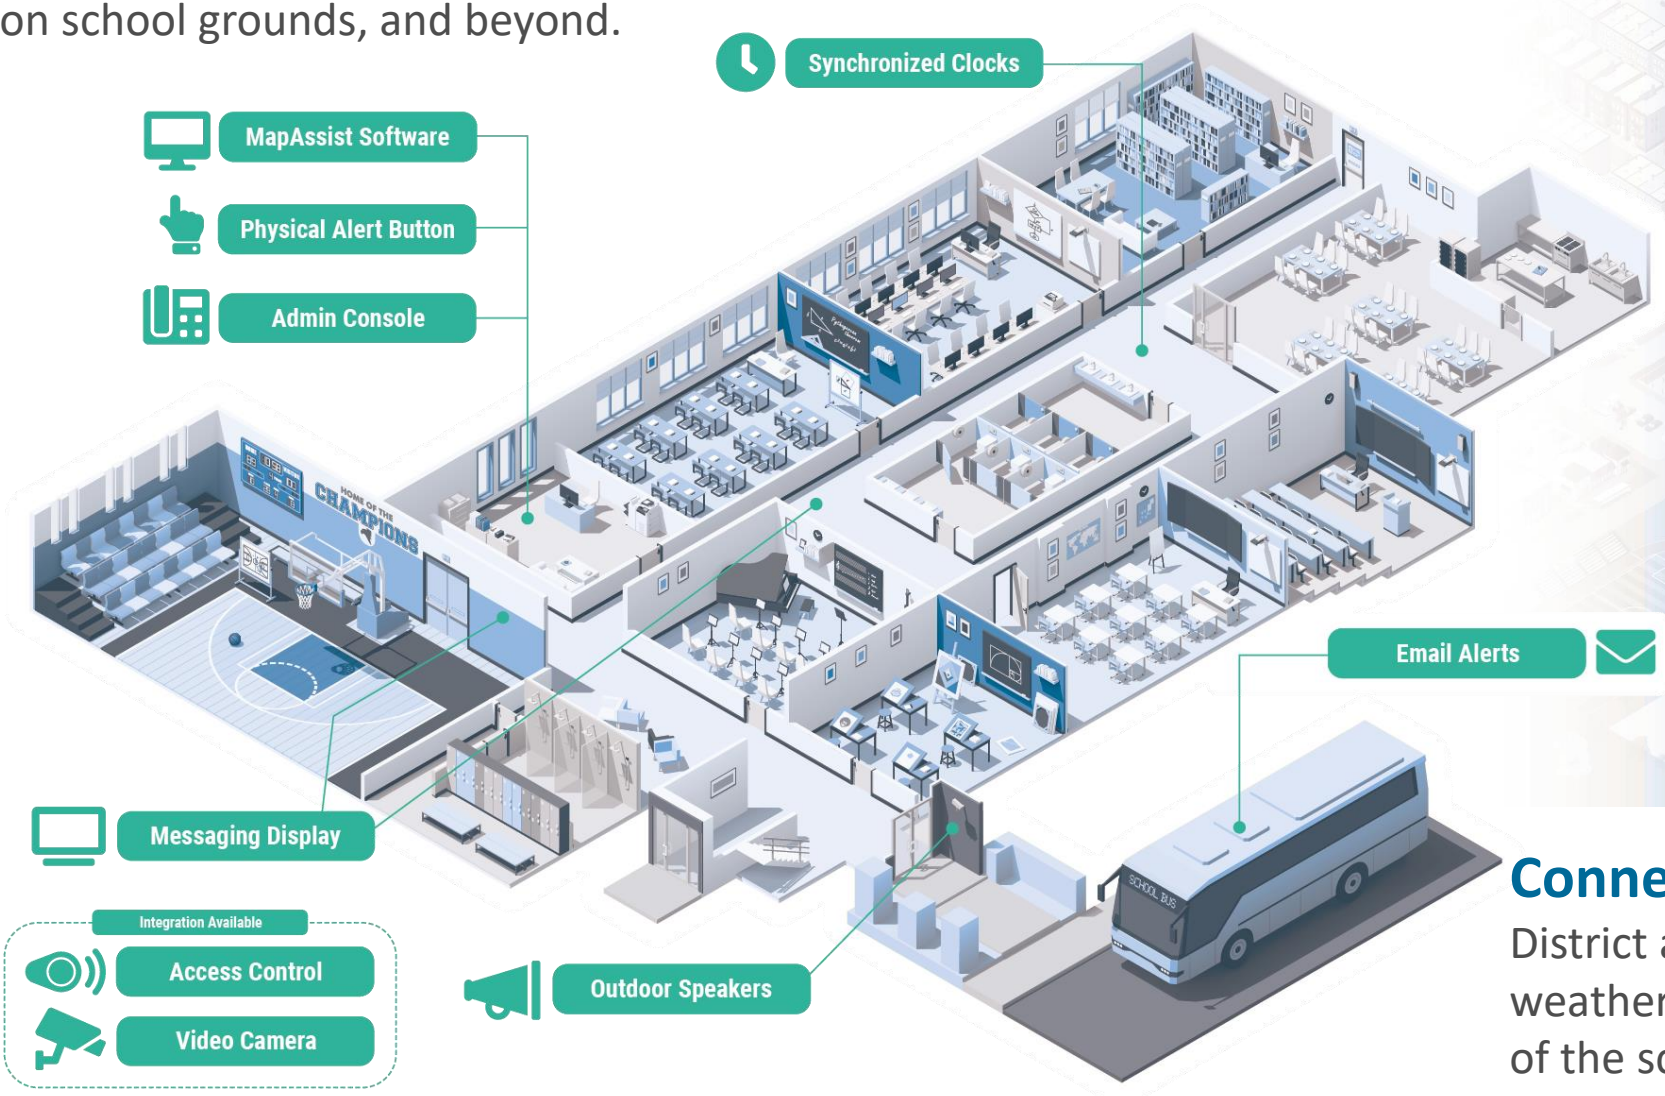 on school grounds, and beyond.
Synchronized Clocks
MapAssist Software
Physical Alert Button
Admin Console
HOME OF THE
CHAMPIONS
Email Alerts
Messaging Display
SCHOOL BUS
Integration Available
Access Control
Video Camera
Outdoor Speakers
Conne
District a
weather
of the sc